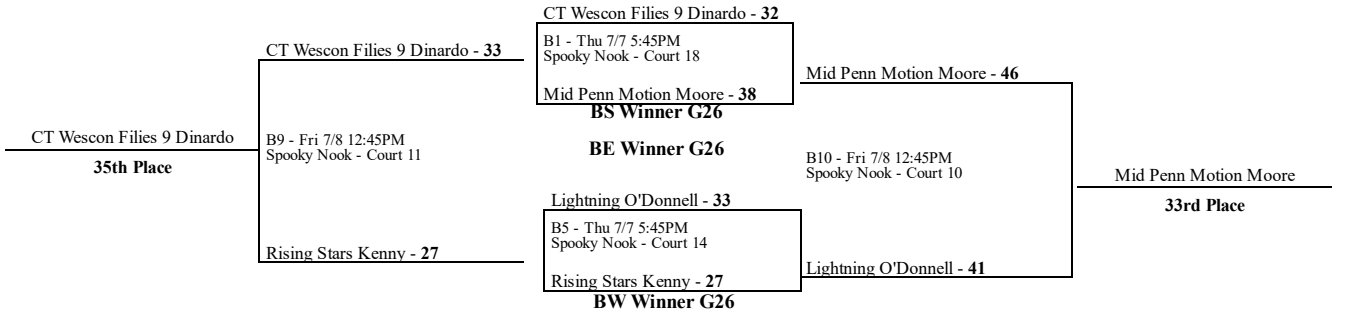 CT Wescon Filies 9 Dinardo - 32
B1 - Thu 7/7 5:45PM
Spooky Nook - Court 18
CT Wescon Filies 9 Dinardo - 33
Mid Penn Motion Moore - 46
Mid Penn Motion Moore - 38
BS Winner G26
CT Wescon Filies 9 Dinardo
35th Place
B9 - Fri 7/8 12:45PM
Spooky Nook - Court 11
BE Winner G26
B10 - Fri 7/8 12:45PM
Spooky Nook - Court 10
Mid Penn Motion Moore
33rd Place
Lightning O'Donnell - 33
B5 - Thu 7/7 5:45PM
Spooky Nook - Court 14
Rising Stars Kenny - 27
Lightning O'Donnell - 41
Rising Stars Kenny - 27
BW Winner G26